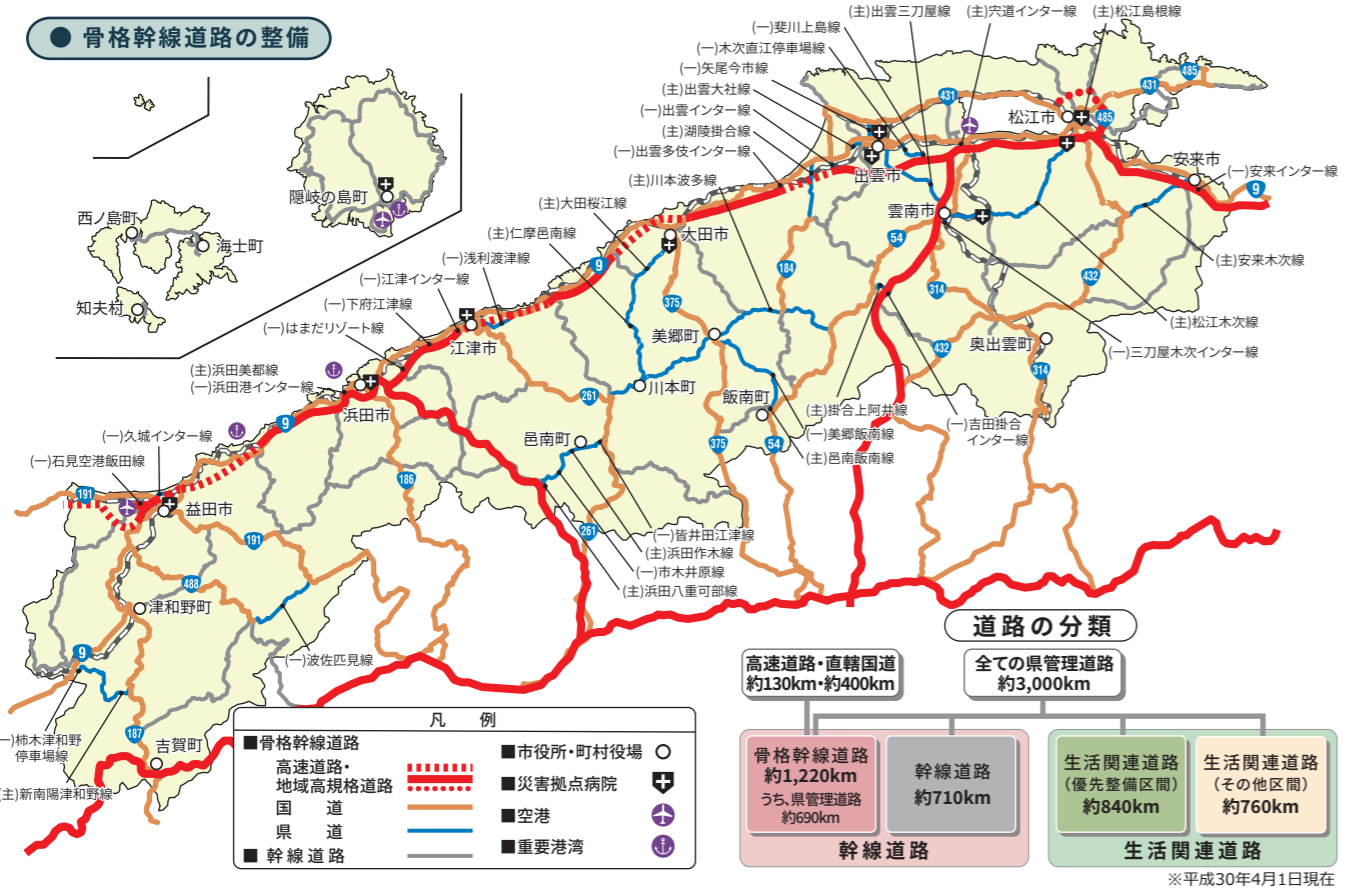 ● 骨格幹線道路の整備
(主)出雲三刀屋線
(主)宍道インター線
(主)松江島根線
(一)斐川上島線
(一)木次直江停車場線
(一)矢尾今市線
(主)出雲大社線
(一)出雲インター線
(主)湖陵掛合線
(一)出雲多伎インター線
(主)川本波多線
(主)大田桜江線
(主)仁摩邑南線
(一)浅利渡津線
(一)江津インター線
(一)下府江津線
(一)はまだリゾート線
(主)浜田美都線
(一)浜田港インター線
(一)久城インター線
(一)石見空港飯田線
隠岐の島町
西ノ島町
海士町
知夫村
松江市
安来市
出雲市
雲南市
大田市
江津市
浜田市
益田市
美郷町
川本町
飯南町
邑南町
奥出雲町
津和野町
吉賀町
431
485
431
485
9
54
184
375
9
314
432
432
314
261
375
54
9
186
191
191
261
488
9
187
(一)安来インター線
(主)安来木次線
(主)松江木次線
(一)三刀屋木次インター線
(主)掛合上阿井線
(一)吉田掛合
インター線
(一)美郷飯南線
(主)邑南飯南線
(一)皆井田江津線
(主)浜田作木線
(一)市木井原線
(主)浜田八重可部線
(一)波佐匹見線
一)柿木津和野
停車場線
主)新南陽津和野線
凡 例
■骨格幹線道路
高速道路・
地域高規格道路
国 道
県 道
■ 幹線道路
■市役所・町村役場
■災害拠点病院
■空港
■重要港湾
道路の分類
高速道路・直轄国道
約130km・約400km
全ての県管理道路
約3,000km
骨格幹線道路
約1,220km
うち、県管理道路
約690km
幹線道路
約710km
幹線道路
生活関連道路
(優先整備区間)
約840km
生活関連道路
(その他区間)
約760km
生活関連道路
※平成30年4月1日現在